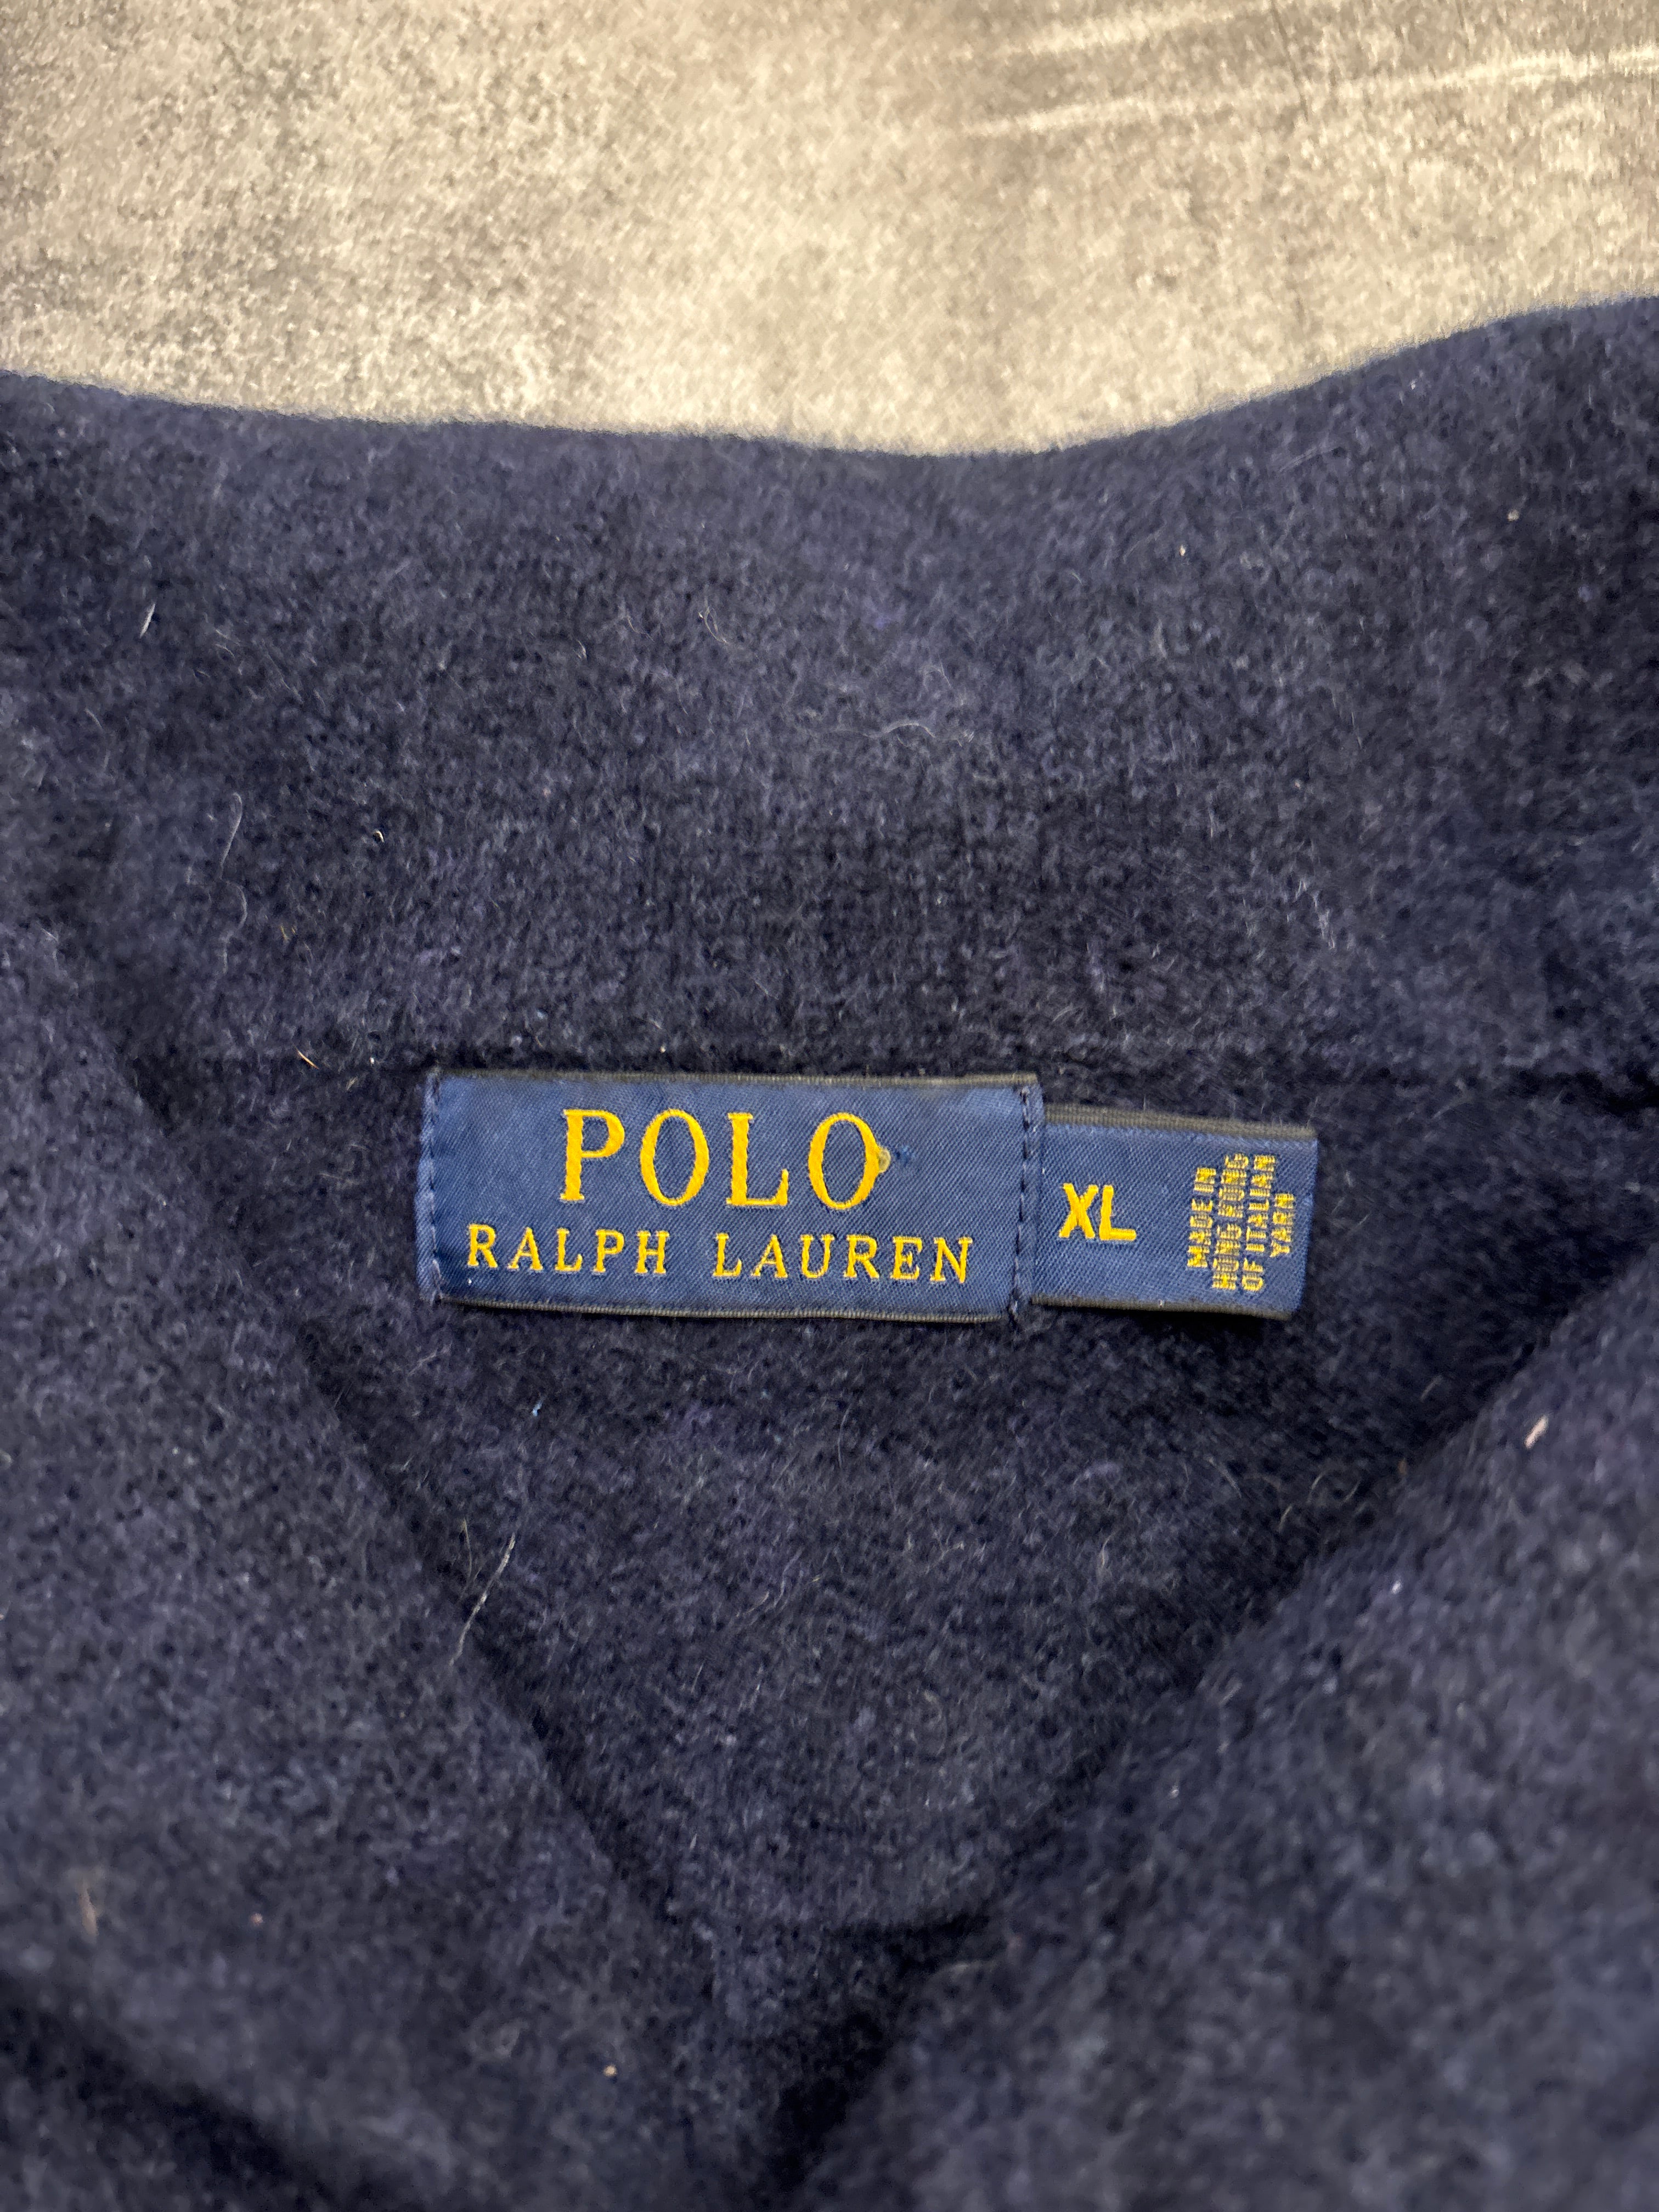 POLO
RALPH LAUREN
XL
MADE IN
HONG KONG
OF ITALIAN
YARN